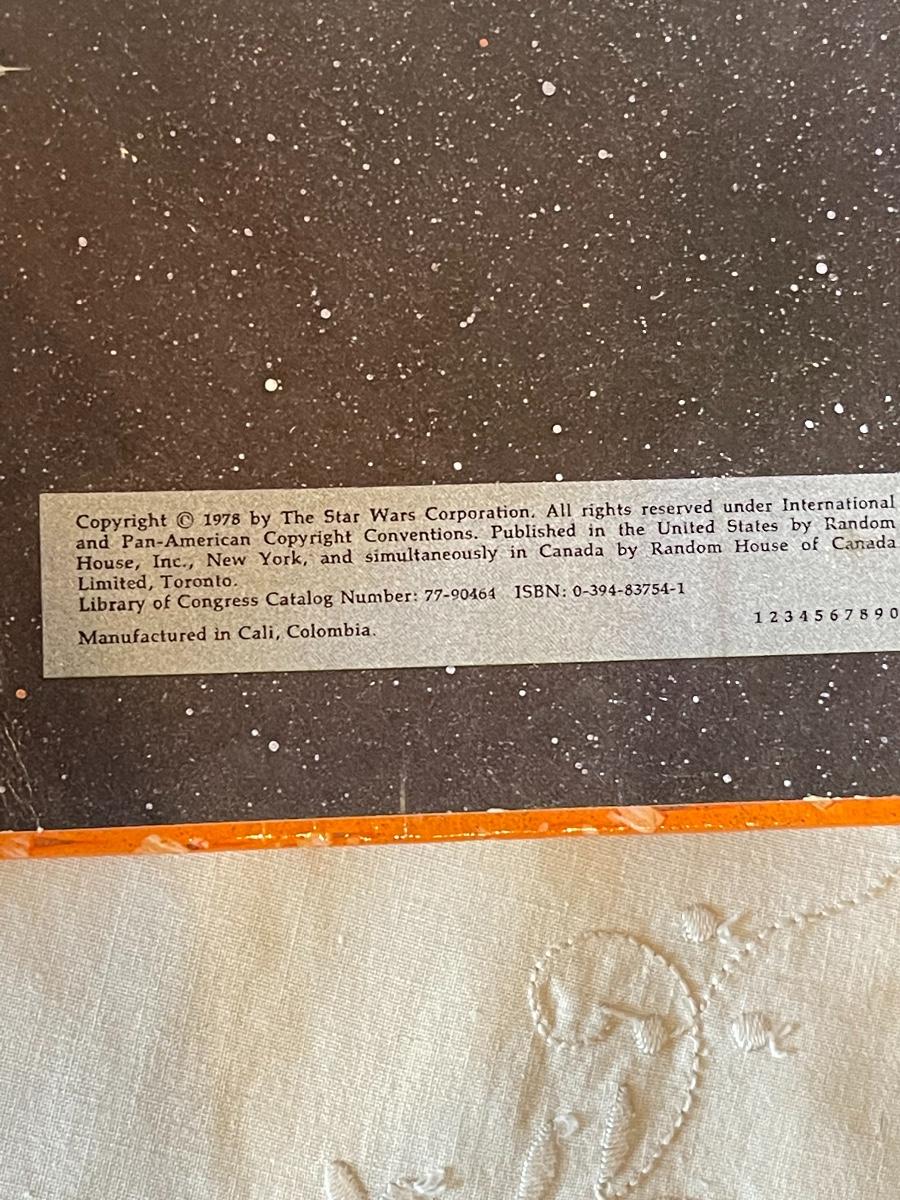 Copyright © 1978 by The Star Wars Corporation. All rights reserved under International
and Pan-American Copyright Conventions. Published in the United States by Random
House, Inc., New York, and simultaneously in Canada by Random House of Canada
Limited, Toronto.
Library of Congress Catalog Number: 77-90464 ISBN: 0-394-83754-1
1 2 3 4 5 6 7 8 9 0
Manufactured in Cali, Colombia.